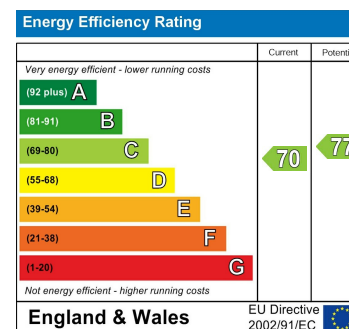 Energy Efficiency Rating
Current Potenti
Very energy efficient - lower running costs
(92 plus) A
(81-91) B
(69-80) C
(55-68) D
(39-54) E
(21-38) F
(1-20) G
70
77
Not energy efficient - higher running costs
England & Wales
EU Directive
2002/91/EC